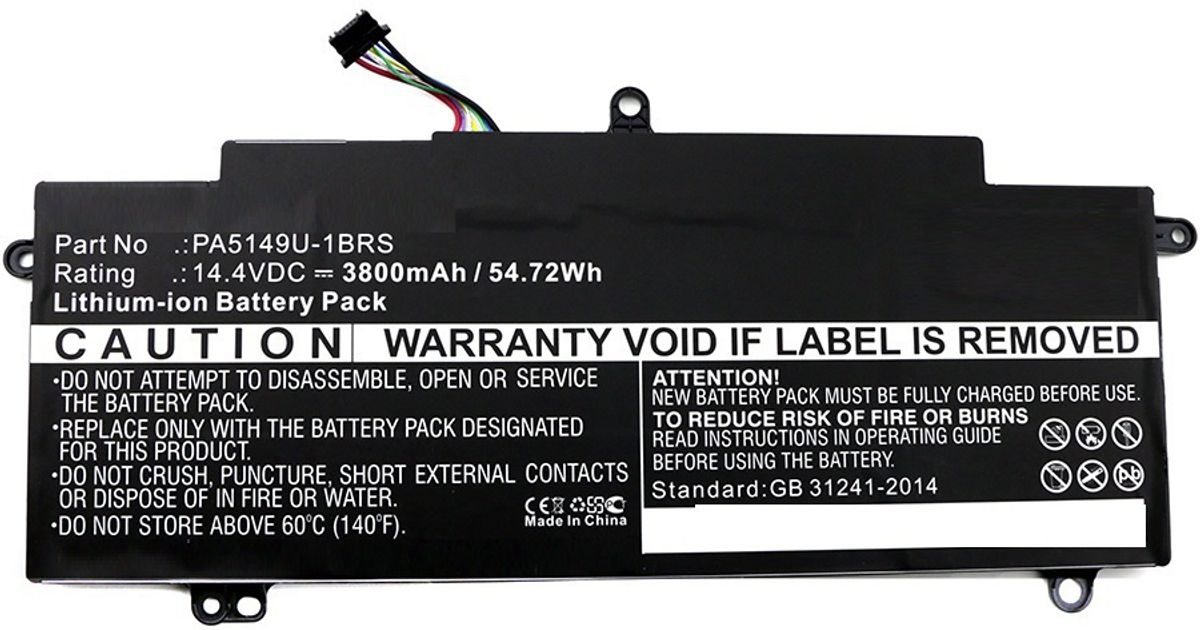 Part No .:PA5149U-1BRS
Rating .:14.4VDC ⎓ 3800mAh / 54.72Wh
Lithium-ion Battery Pack
CAUTION
WARRANTY VOID IF LABEL IS REMOVED
·DO NOT ATTEMPT TO DISASSEMBLE, OPEN OR SERVICE
THE BATTERY PACK.
·REPLACE ONLY WITH THE BATTERY PACK DESIGNATED
FOR THIS PRODUCT.
·DO NOT CRUSH, PUNCTURE, SHORT EXTERNAL CONTACTS
OR DISPOSE OF IN FIRE OR WATER.
·DO NOT STORE ABOVE 60°C (140°F).
CE
Made In China
ATTENTION!
NEW BATTERY PACK MUST BE FULLY CHARGED BEFORE USE.
TO REDUCE RISK OF FIRE OR BURNS
READ INSTRUCTIONS IN OPERATING GUIDE
BEFORE USING THE BATTERY.
Standard:GB 31241-2014
Pb